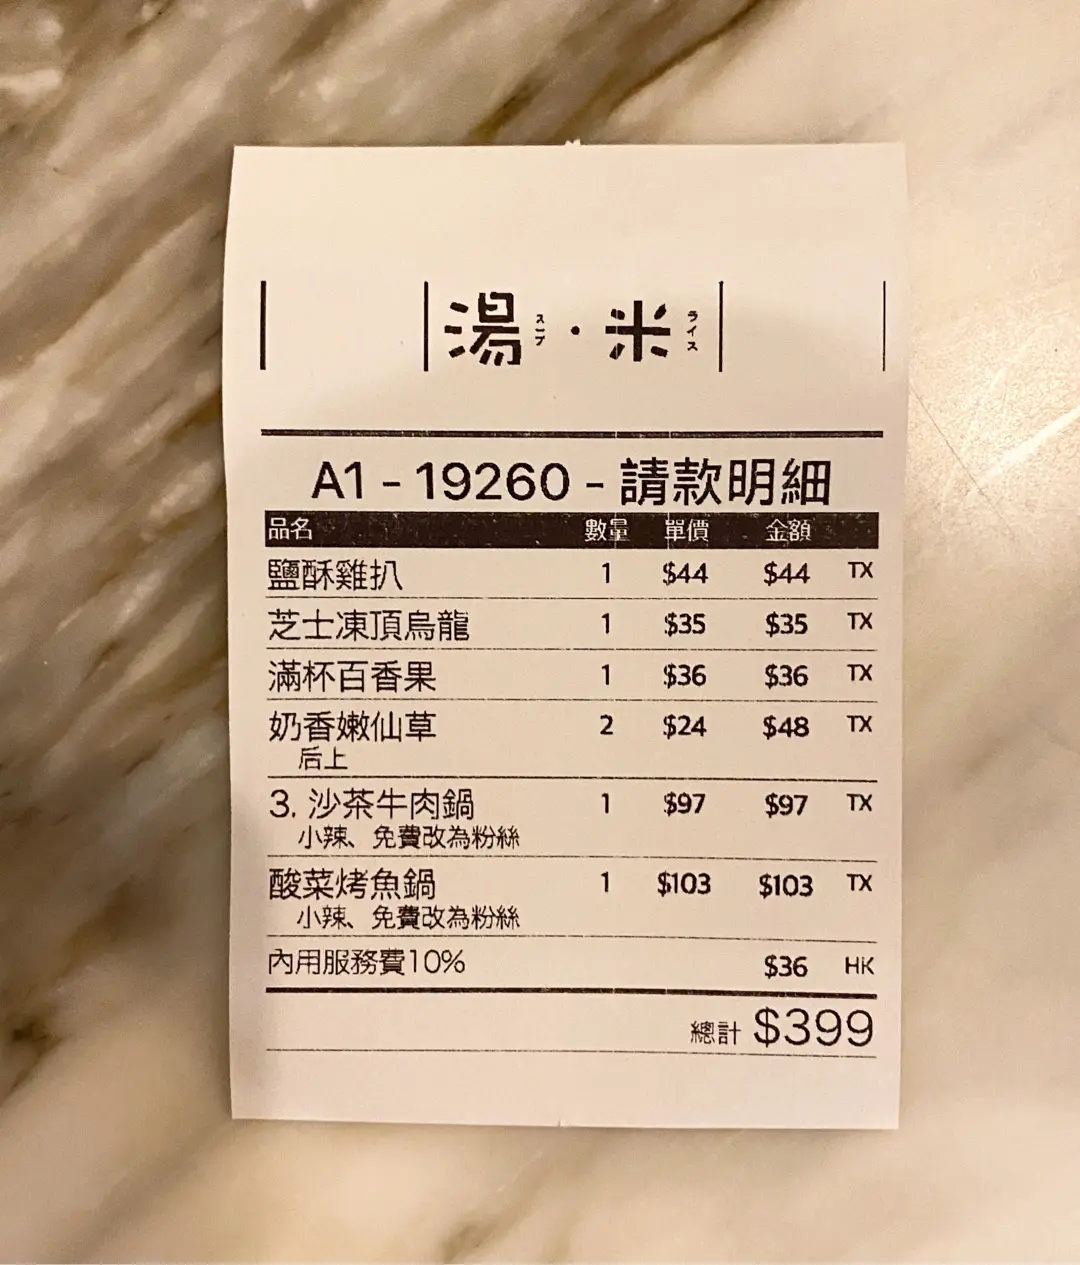 湯 スープ ・ 米 ライス
A1 - 19260 - 請款明細
品名 數量 單價 金額
鹽酥雞扒 1 $44 $44 TX
芝士凍頂烏龍 1 $35 $35 TX
滿杯百香果 1 $36 $36 TX
奶香嫩仙草 2 $24 $48 TX
后上
3. 沙茶牛肉鍋 1 $97 $97 TX
小辣、免費改為粉絲
酸菜烤魚鍋 1 $103 $103 TX
小辣、免費改為粉絲
內用服務費10% $36 HK
總計 $399